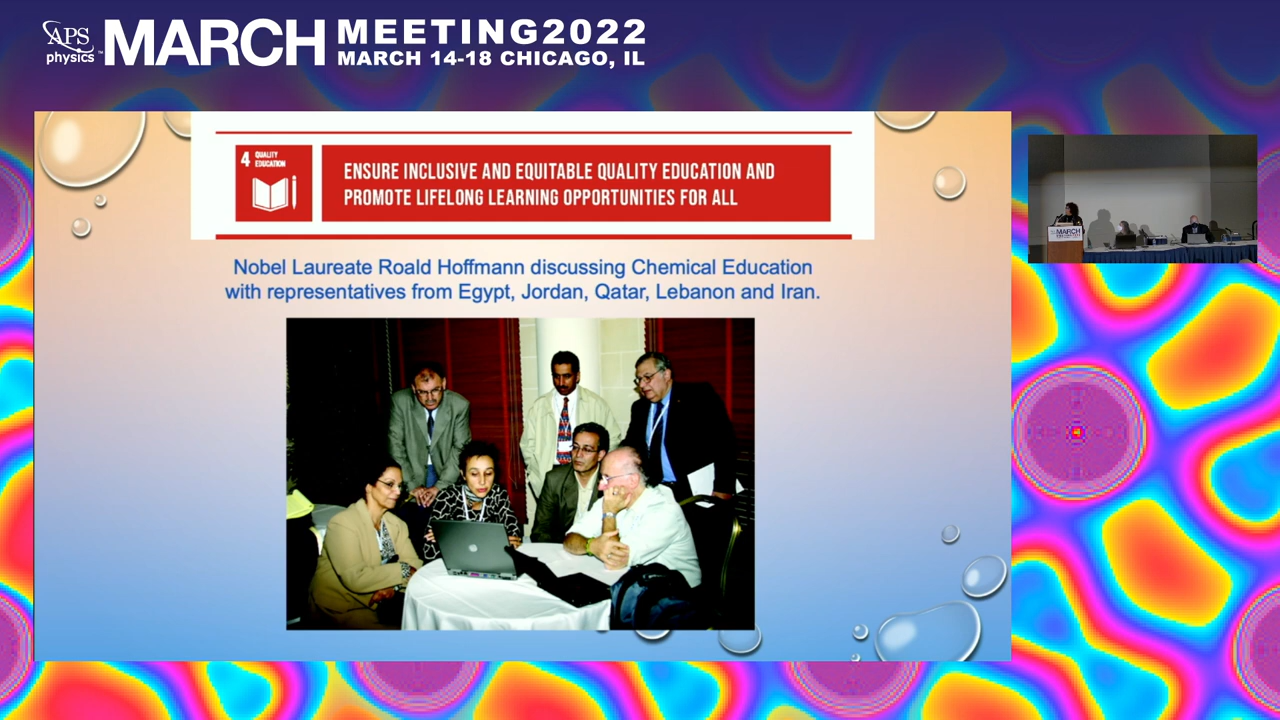 APS
physics™
MARCH
MEETING2022
MARCH 14-18 CHICAGO, IL
4 QUALITY
EDUCATION
ENSURE INCLUSIVE AND EQUITABLE QUALITY EDUCATION AND
PROMOTE LIFELONG LEARNING OPPORTUNITIES FOR ALL
Nobel Laureate Roald Hoffmann discussing Chemical Education
with representatives from Egypt, Jordan, Qatar, Lebanon and Iran.
MARCH